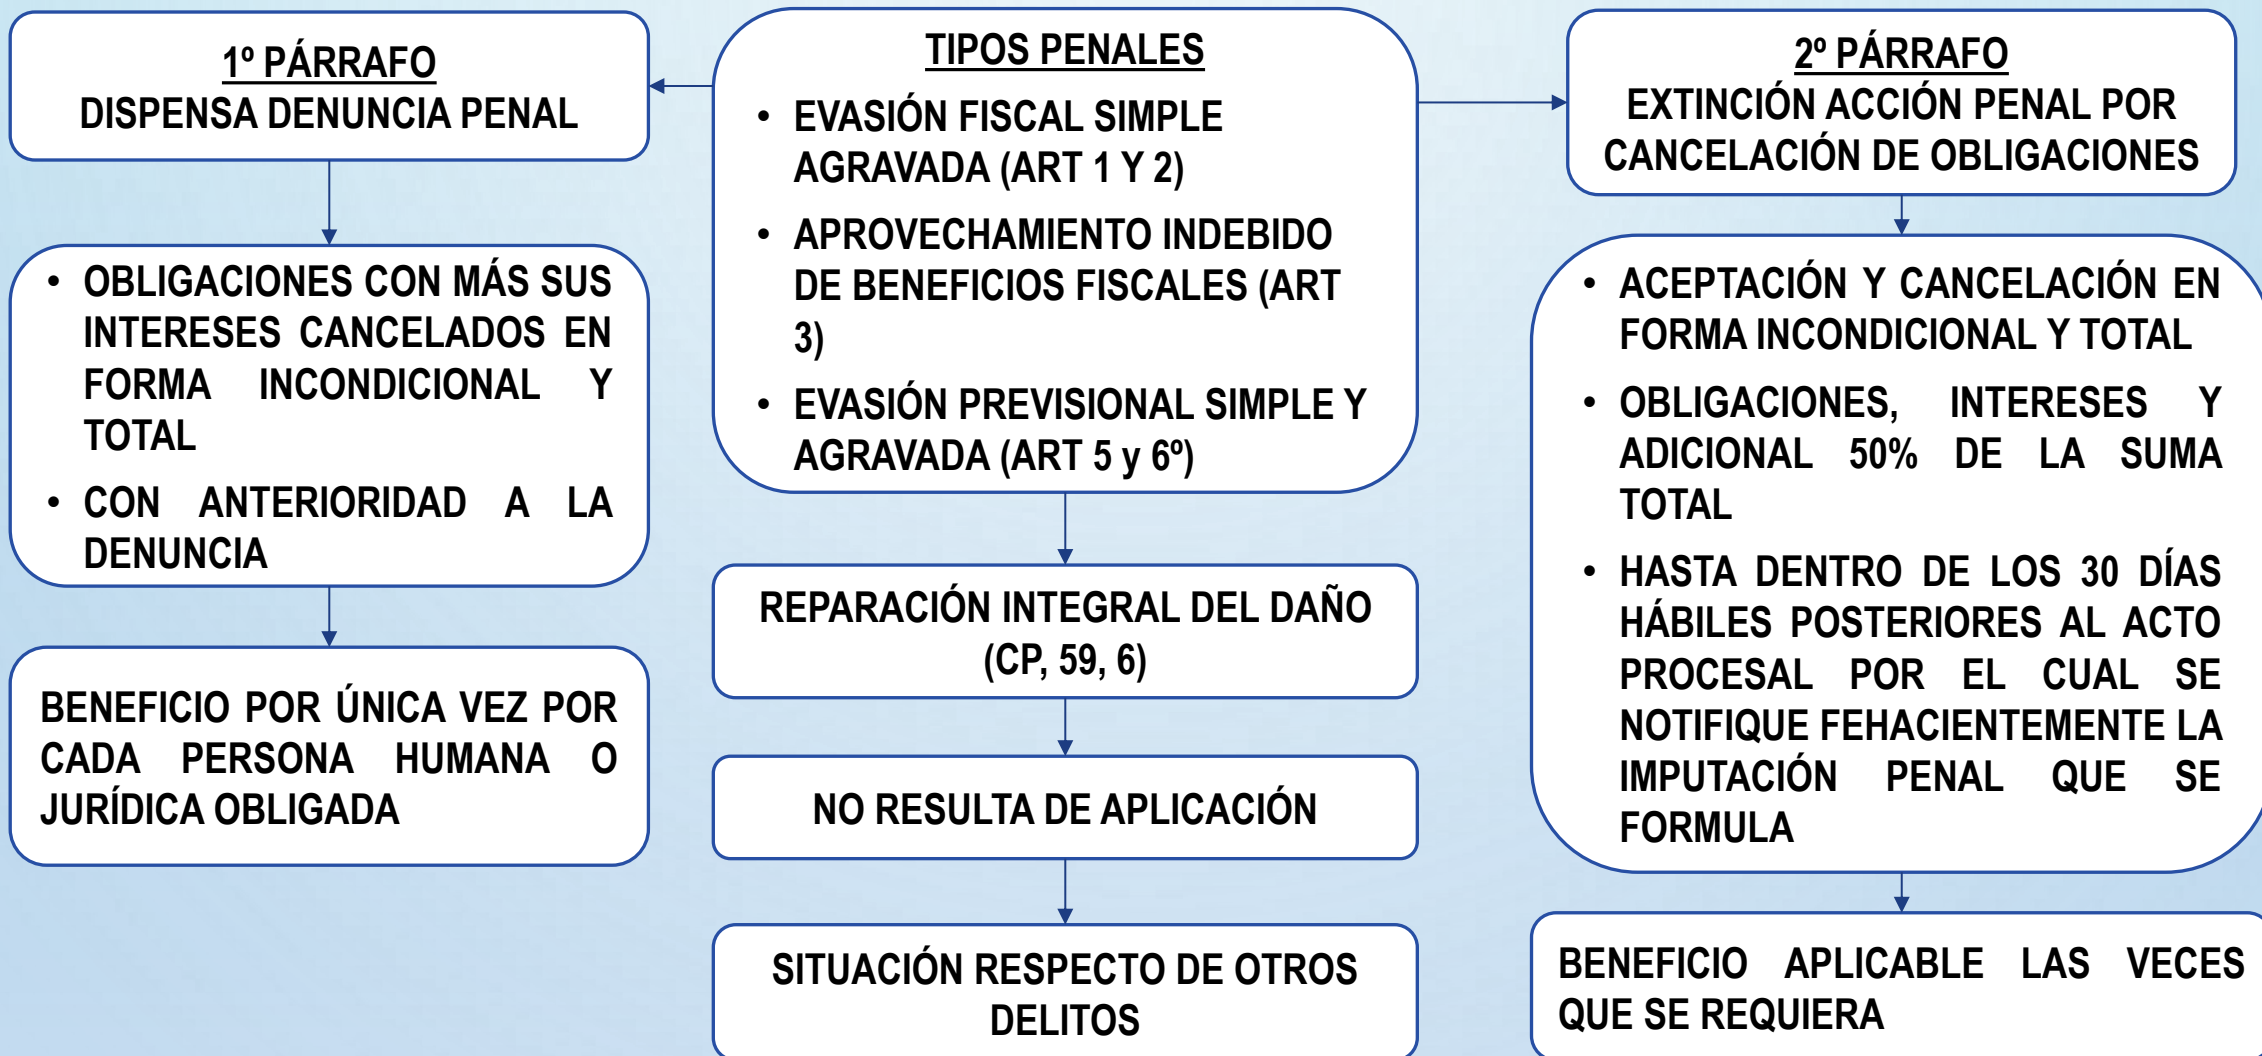 1º PÁRRAFO
DISPENSA DENUNCIA PENAL
• OBLIGACIONES CON MÁS SUS
INTERESES CANCELADOS EN
FORMA INCONDICIONAL Y
TOTAL
• CON ANTERIORIDAD A LA
DENUNCIA
BENEFICIO POR ÚNICA VEZ POR
CADA PERSONA HUMANA O
JURÍDICA OBLIGADA
TIPOS PENALES
• EVASIÓN FISCAL SIMPLE
AGRAVADA (ART 1 Y 2)
• APROVECHAMIENTO INDEBIDO
DE BENEFICIOS FISCALES (ART
3)
• EVASIÓN PREVISIONAL SIMPLE Y
AGRAVADA (ART 5 y 6º)
REPARACIÓN INTEGRAL DEL DAÑO
(CP, 59, 6)
NO RESULTA DE APLICACIÓN
SITUACIÓN RESPECTO DE OTROS
DELITOS
2º PÁRRAFO
EXTINCIÓN ACCIÓN PENAL POR
CANCELACIÓN DE OBLIGACIONES
• ACEPTACIÓN Y CANCELACIÓN EN
FORMA INCONDICIONAL Y TOTAL
• OBLIGACIONES, INTERESES Y
ADICIONAL 50% DE LA SUMA
TOTAL
• HASTA DENTRO DE LOS 30 DÍAS
HÁBILES POSTERIORES AL ACTO
PROCESAL POR EL CUAL SE
NOTIFIQUE FEHACIENTEMENTE LA
IMPUTACIÓN PENAL QUE SE
FORMULA
BENEFICIO APLICABLE LAS VECES
QUE SE REQUIERA